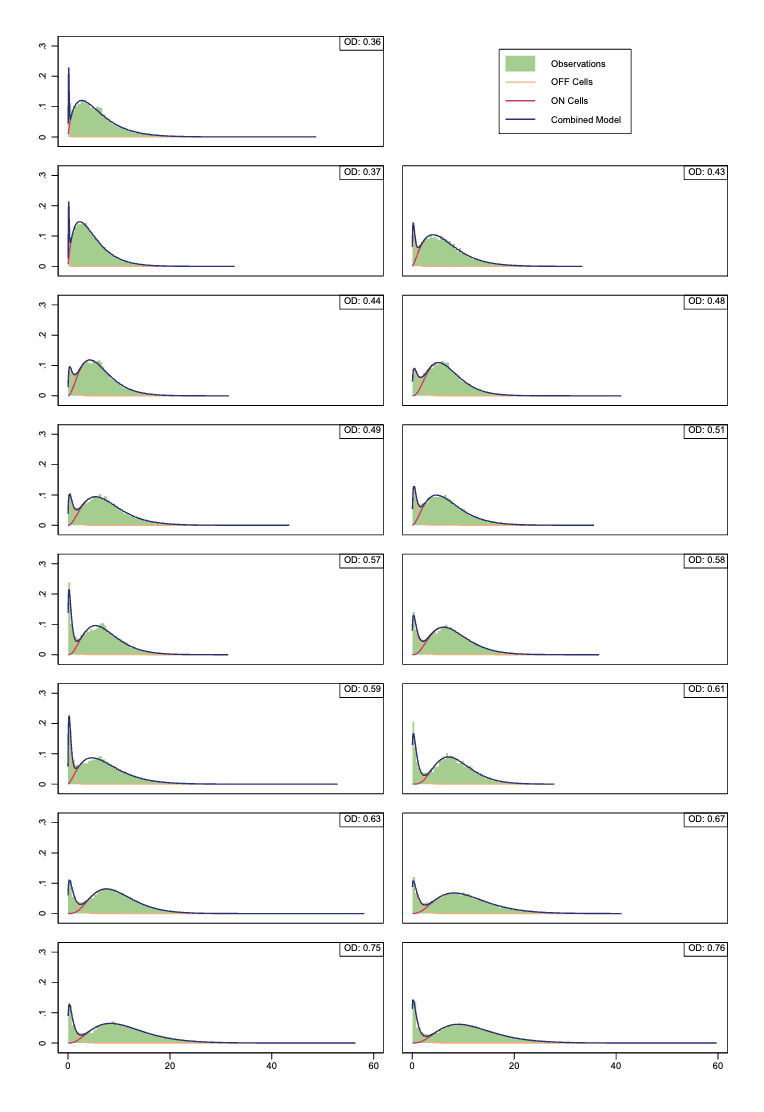 OD: 0.36
.3
.2
.1
0
Observations
OFF Cells
ON Cells
Combined Model
OD: 0.37
.3
.2
.1
0
OD: 0.43
OD: 0.44
.3
.2
.1
0
OD: 0.48
OD: 0.49
.3
.2
.1
0
OD: 0.51
OD: 0.57
.3
.2
.1
0
OD: 0.58
OD: 0.59
.3
.2
.1
0
OD: 0.61
OD: 0.63
.3
.2
.1
0
OD: 0.67
OD: 0.75
.3
.2
.1
0
OD: 0.76
0 20 40 60
0 20 40 60